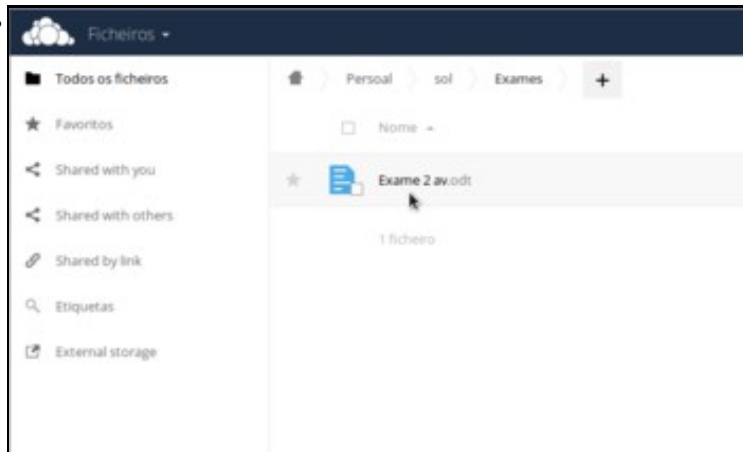 Ficheiros
Todos os ficheiros
Favoritos
Shared with you
Shared with others
Shared by link
Etiquetas
External storage
Persoal sol Exames +
Nome
Exame 2 av.odt
1 ficheiro